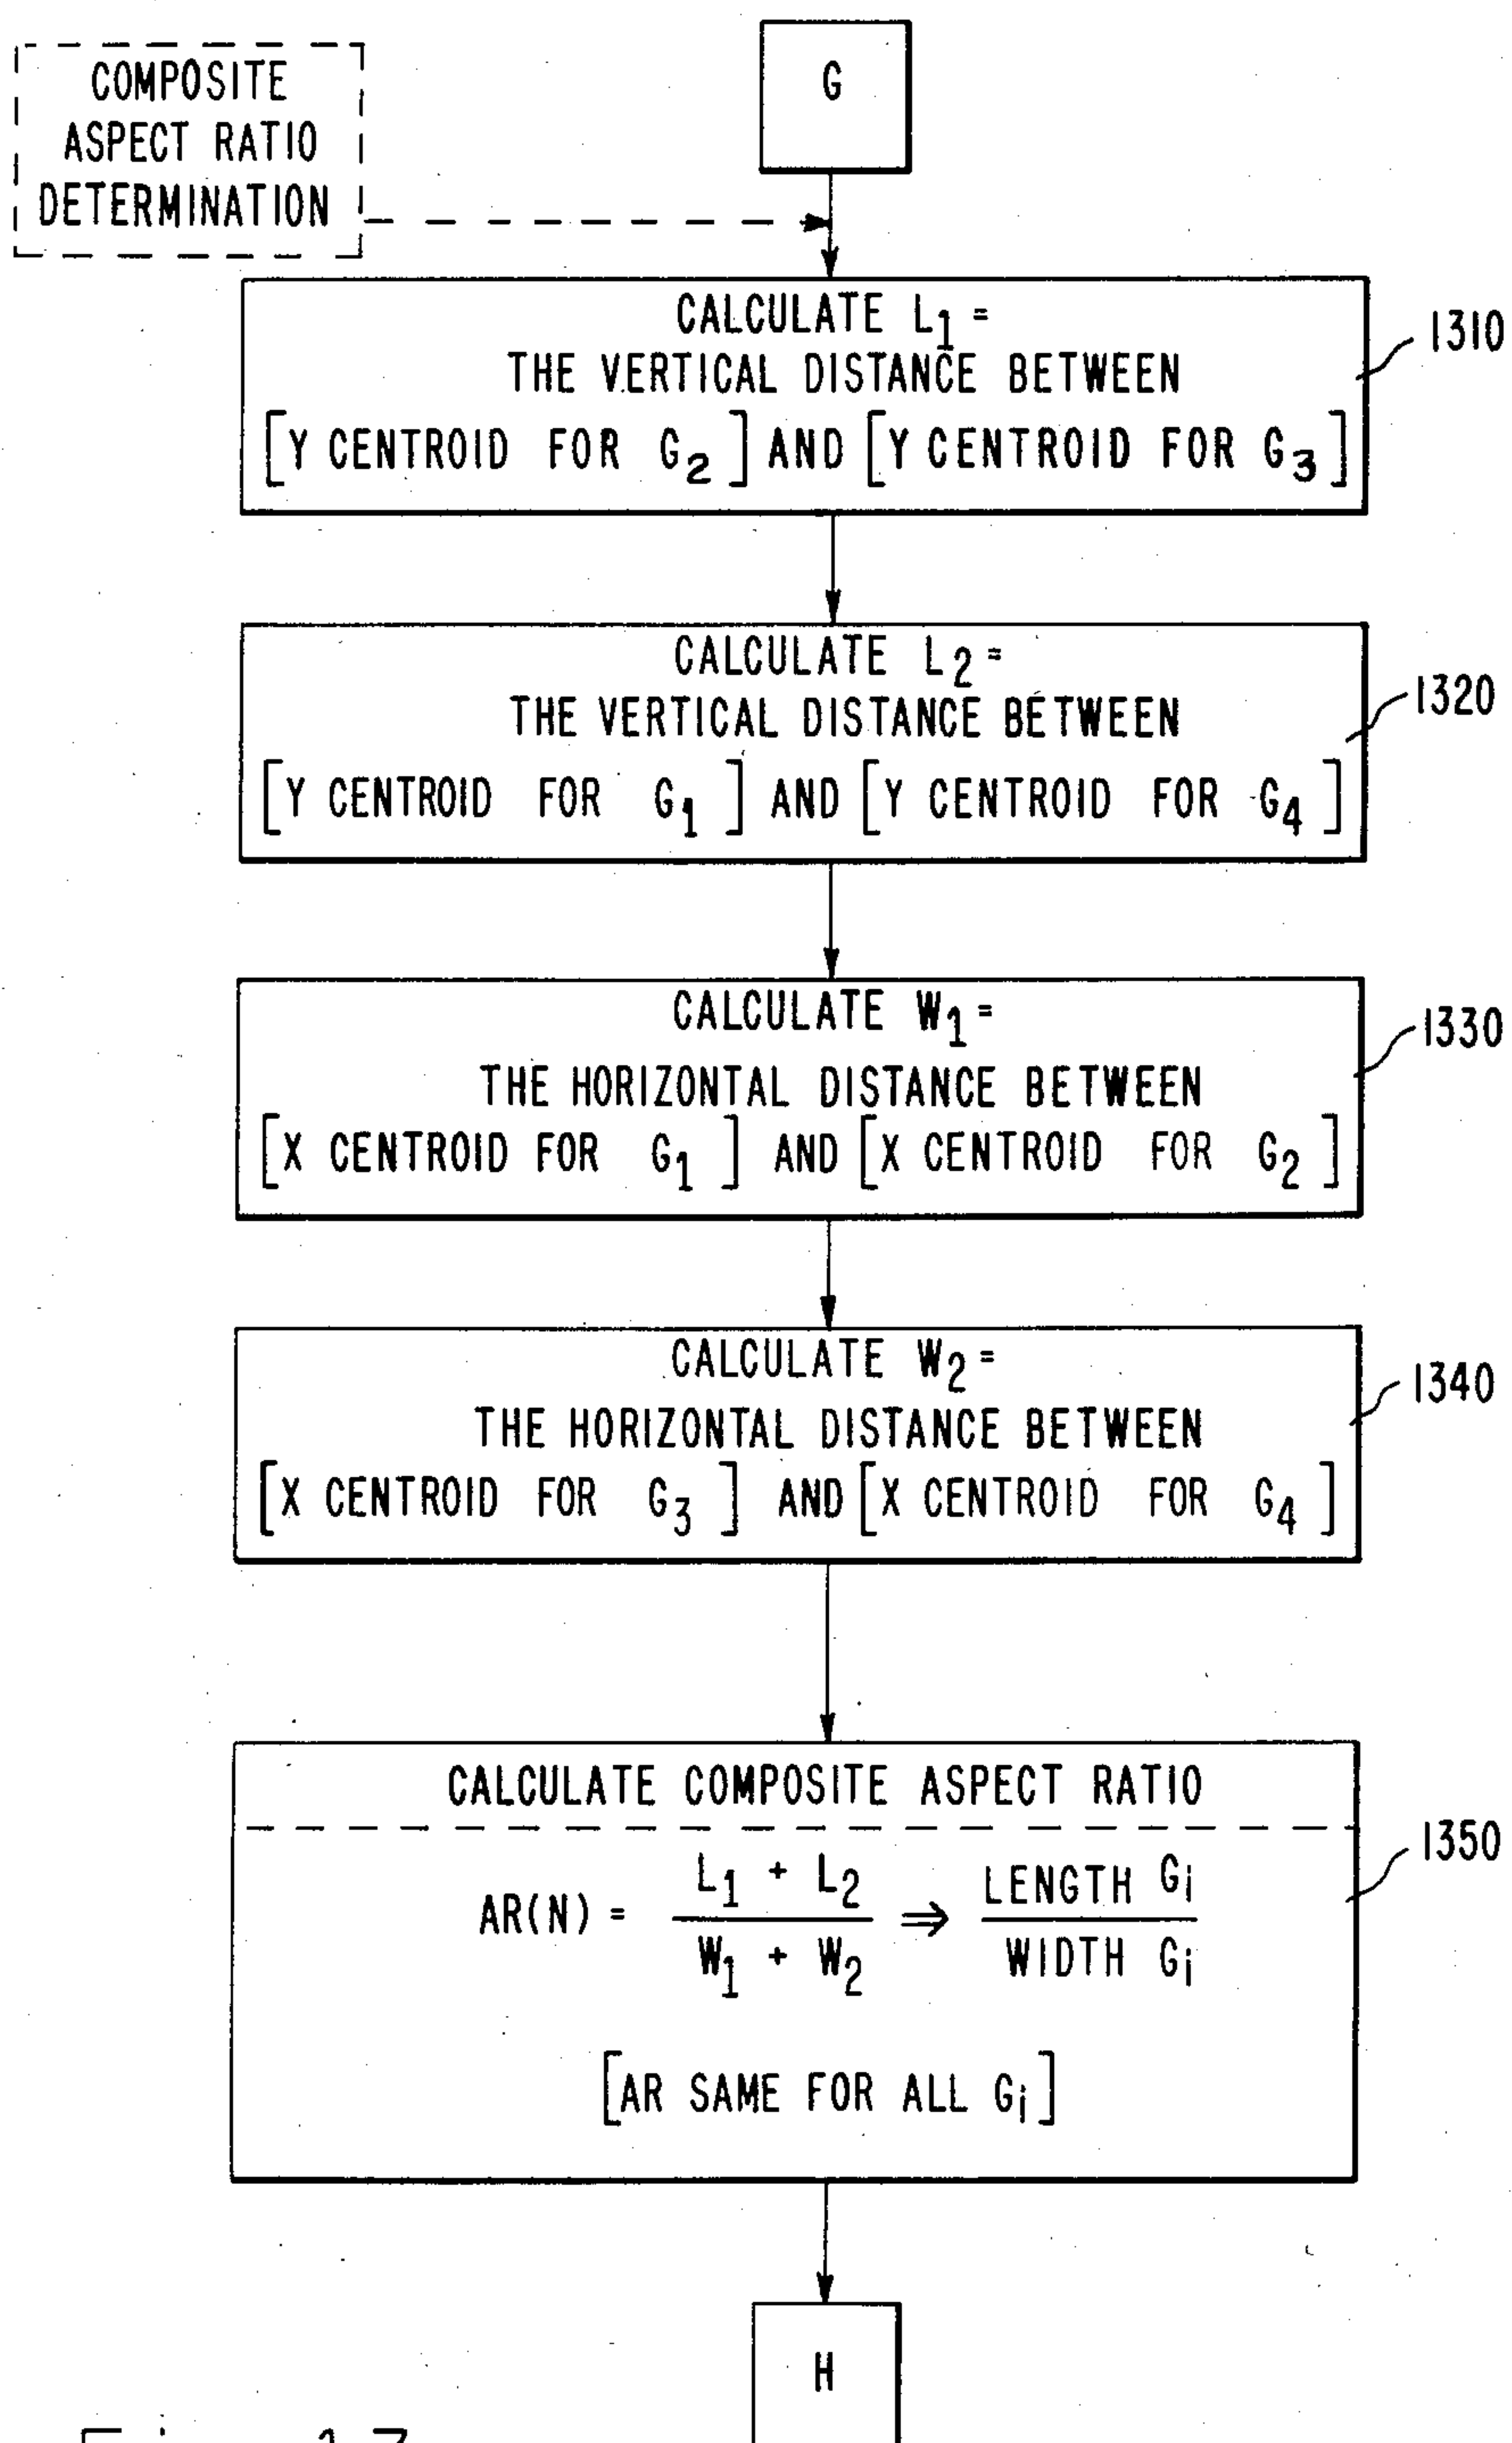 G
COMPOSITE
ASPECT RATIO
DETERMINATION
CALCULATE L1 =
THE VERTICAL DISTANCE BETWEEN
[Y CENTROID FOR G2] AND [Y CENTROID FOR G3]
1310
CALCULATE L2 =
THE VERTICAL DISTANCE BETWEEN
[Y CENTROID FOR G1] AND [Y CENTROID FOR G4]
1320
CALCULATE W1 =
THE HORIZONTAL DISTANCE BETWEEN
[X CENTROID FOR G1] AND [X CENTROID FOR G2]
1330
CALCULATE W2 =
THE HORIZONTAL DISTANCE BETWEEN
[X CENTROID FOR G3] AND [X CENTROID FOR G4]
1340
CALCULATE COMPOSITE ASPECT RATIO
AR(N) = L1 + L2 / W1 + W2 ⇒ LENGTH Gi / WIDTH Gi
[AR SAME FOR ALL Gi]
1350
H